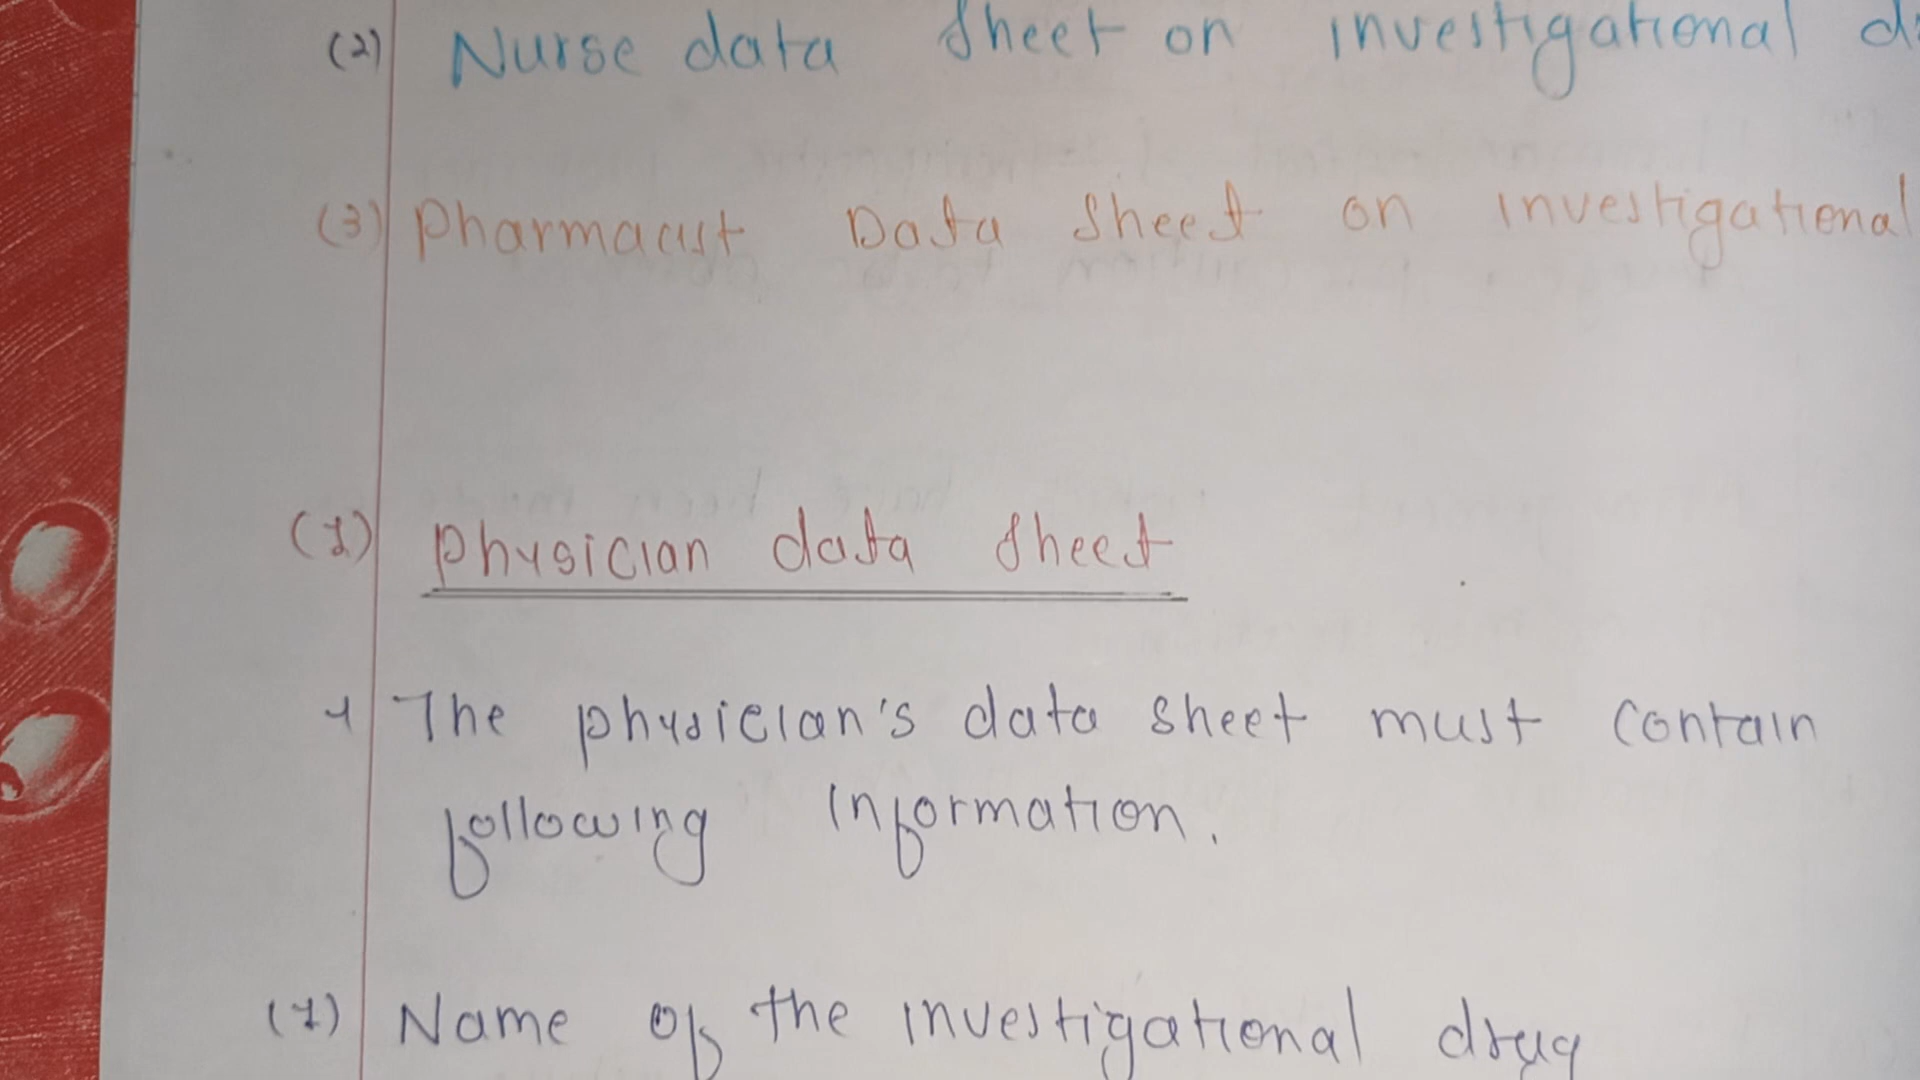 (2) Nurse data sheet on investigational
(3) Pharmacist Data Sheet on investigational
(1) physician data sheet
The physician's data sheet must contain
following information.
(1) Name of the investigational drug